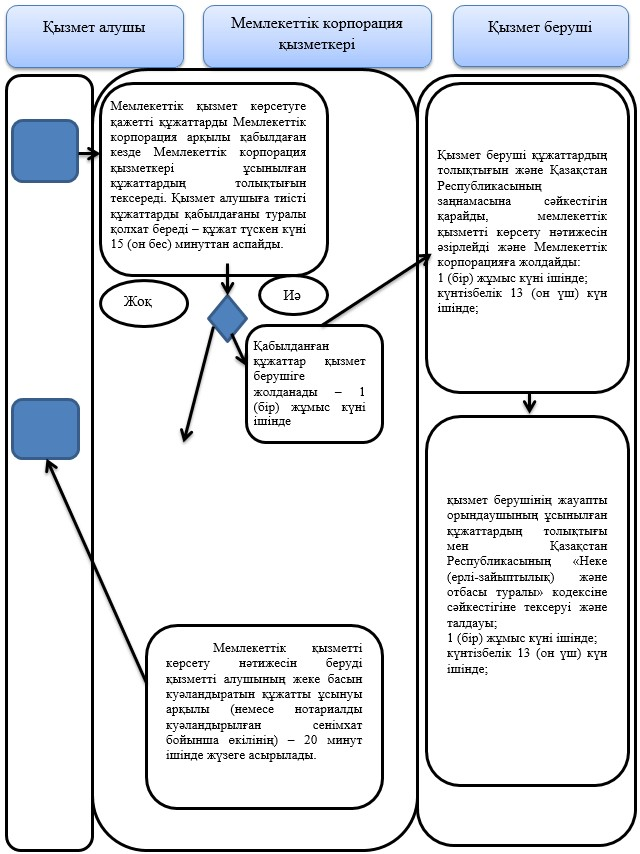 Қызмет алушы
Мемлекеттік корпорация
қызметкері
Қызмет беруші
Мемлекеттік қызмет көрсетуге
қажетті құжаттарды Мемлекеттік
корпорация арқылы қабылдаған
кезде Мемлекеттік корпорация
қызметкері ұсынылған
құжаттардың толықтығын
тексереді. Қызмет алушыға тиісті
құжаттарды қабылдағаны туралы
қолхат береді – құжат түскен күні
15 (он бес) минуттан аспайды.
Жоқ
Иә
Қабылданған
құжаттар қызмет
берушіге
жолданады – 1
(бір) жұмыс күні
ішінде
Қызмет беруші құжаттардың
толықтығын және Қазақстан
Республикасының
заңнамасына сәйкестігін
қарайды, мемлекеттік
қызметті көрсету нәтижесін
әзірлейді және Мемлекеттік
корпорацияға жолдайды:
1 (бір) жұмыс күні ішінде;
күнтізбелік 13 (он үш) күн
ішінде;
қызмет берушінің жауапты
орындаушының ұсынылған
құжаттардың толықтығы
мен Қазақстан
Республикасының «Неке
(ерлі-зайыптылық) және
отбасы туралы» кодексіне
сәйкестігіне тексеруі және
талдауы;
1 (бір) жұмыс күні ішінде;
күнтізбелік 13 (он үш) күн
ішінде;
Мемлекеттік қызметті
көрсету нәтижесін беруді
қызметті алушының жеке басын
куәландыратын құжатты ұсынуы
арқылы (немесе нотариалды
куәландырылған сенімхат
бойынша өкілінің) – 20 минут
ішінде жүзеге асырылады.